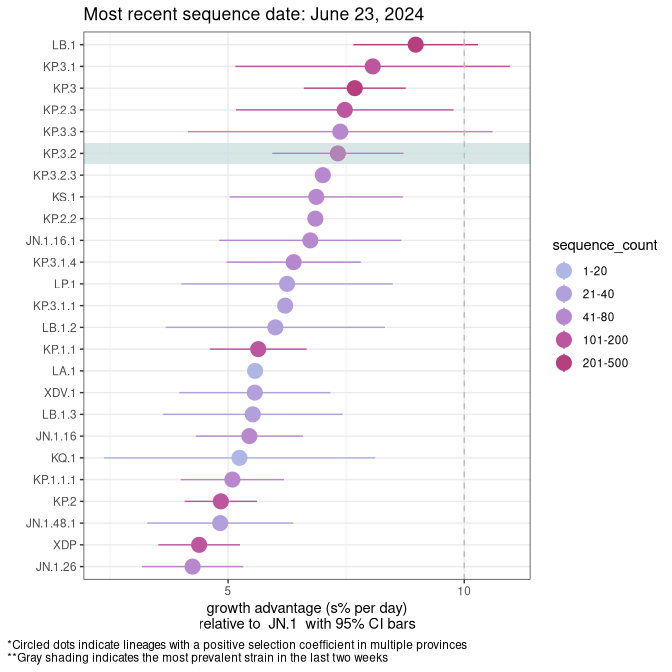 Most recent sequence date: June 23, 2024
LB.1
KP.3.1
KP.3
KP.2.3
KP.3.3
KP.3.2
KP.3.2.3
KS.1
KP.2.2
JN.1.16.1
KP.3.1.4
LP.1
KP.3.1.1
LB.1.2
KP.1.1
LA.1
XDV.1
LB.1.3
JN.1.16
KQ.1
KP.1.1.1
KP.2
JN.1.48.1
XDP
JN.1.26
5 10
growth advantage (s% per day)
relative to JN.1 with 95% CI bars
sequence_count
1-20
21-40
41-80
101-200
201-500
*Circled dots indicate lineages with a positive selection coefficient in multiple provinces
**Gray shading indicates the most prevalent strain in the last two weeks